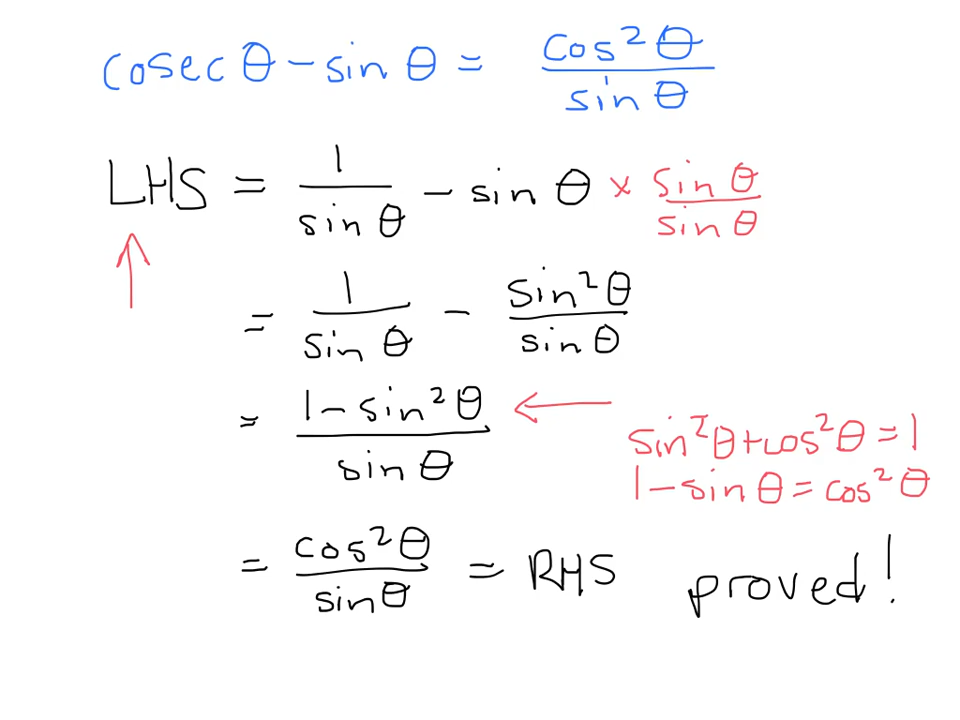 cosec θ − sin θ = cos²θ / sin θ
LHS = 1 / sin θ − sin θ × sin θ / sin θ
= 1 / sin θ − sin²θ / sin θ
= 1 − sin²θ / sin θ
sin²θ + cos²θ = 1
1 − sin θ = cos²θ
= cos²θ / sin θ = RHS proved!